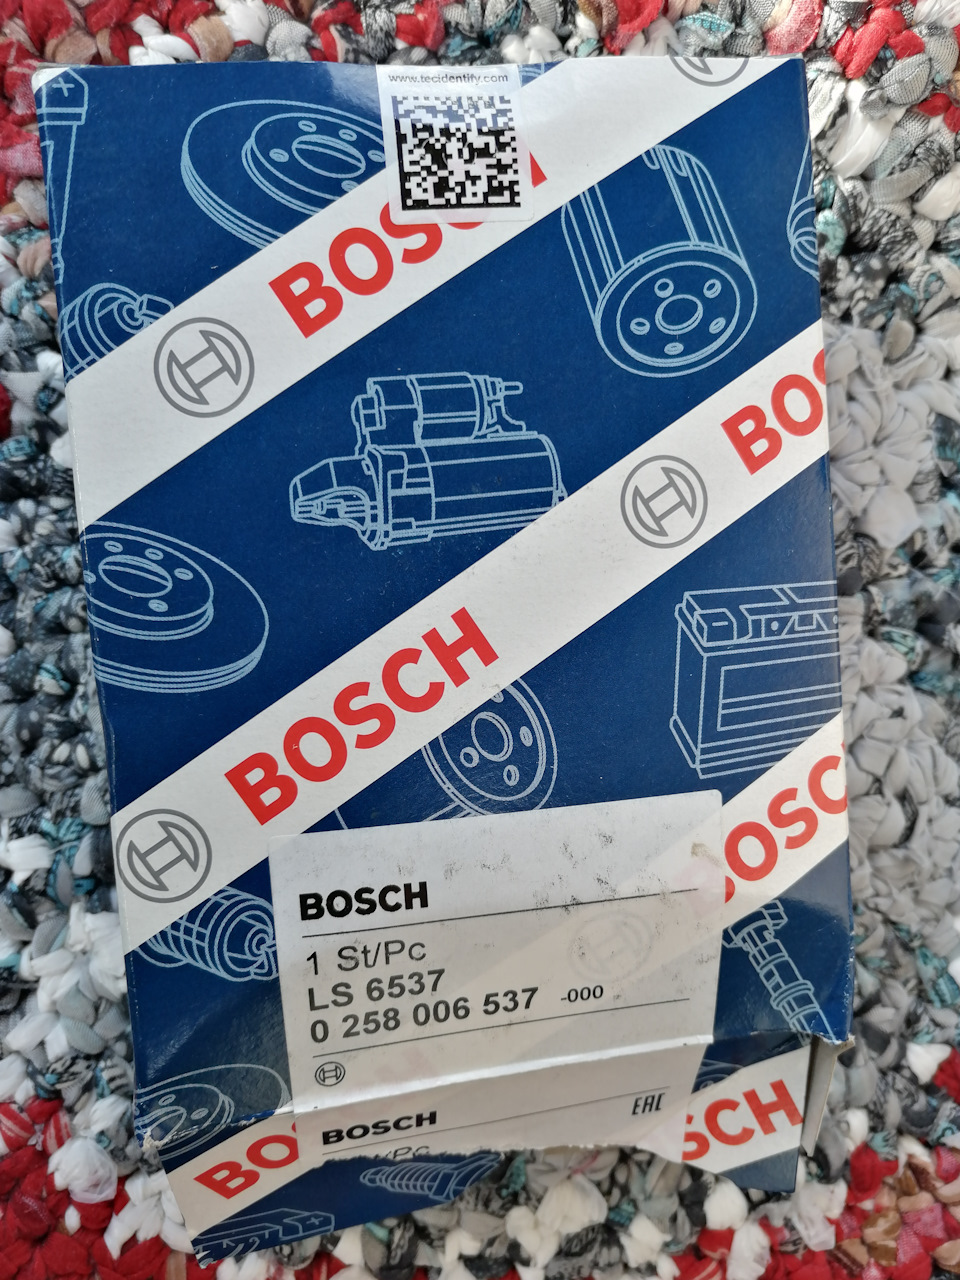 www.tecidentify.com
BOSCH
BOSCH
BOSCH
BOSCH
BOSCH
1 St/Pc
LS 6537
0 258 006 537 -000
BOSCH
EAC